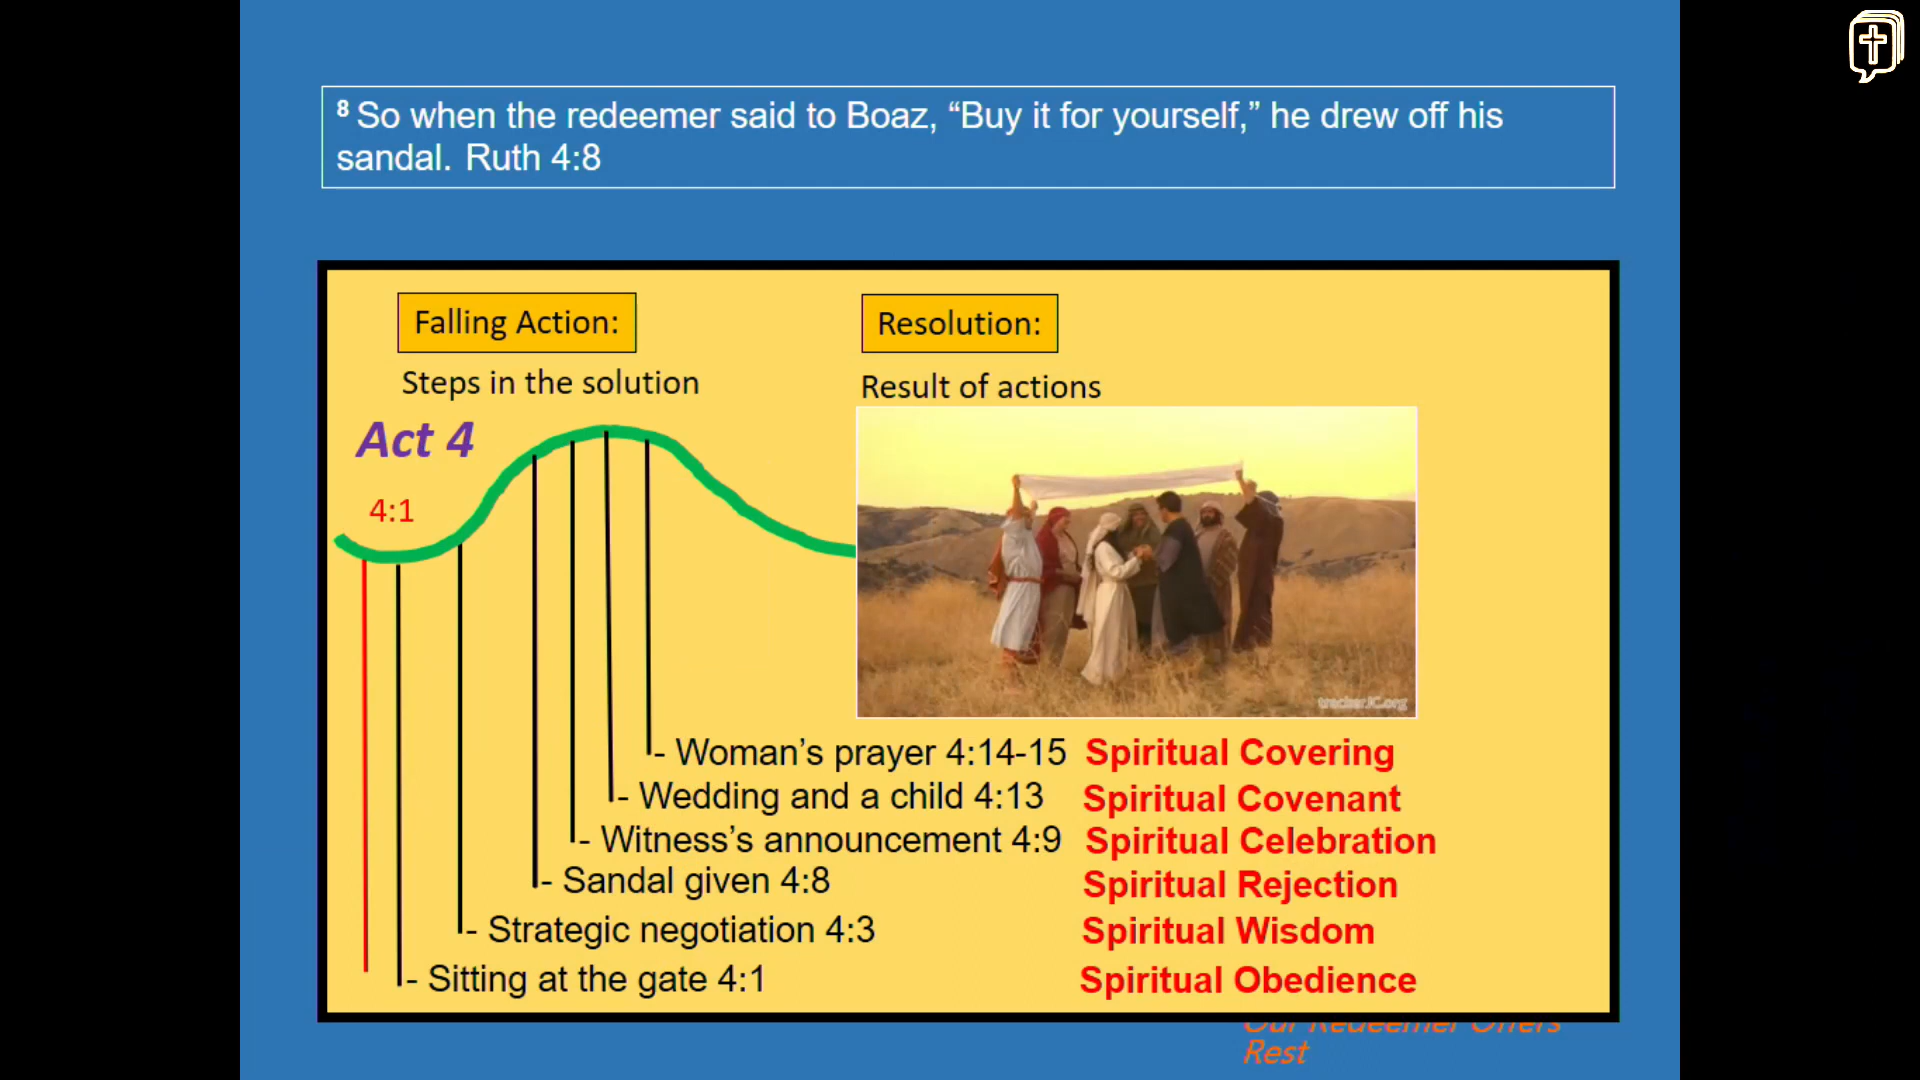 8 So when the redeemer said to Boaz, “Buy it for yourself,” he drew off his
sandal. Ruth 4:8
Falling Action:
Steps in the solution
Resolution:
Result of actions
Act 4
4:1
- Woman’s prayer 4:14-15 Spiritual Covering
- Wedding and a child 4:13 Spiritual Covenant
- Witness’s announcement 4:9 Spiritual Celebration
- Sandal given 4:8 Spiritual Rejection
- Strategic negotiation 4:3 Spiritual Wisdom
- Sitting at the gate 4:1 Spiritual Obedience
Our Redeemer Offers
Rest